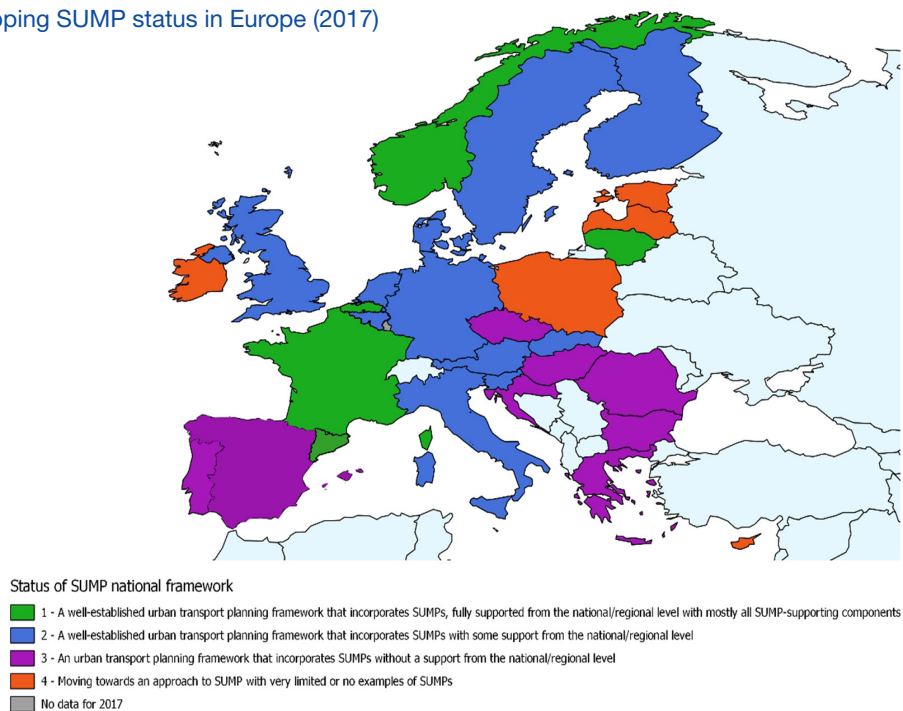 pping SUMP status in Europe (2017)
Status of SUMP national framework
1 - A well-established urban transport planning framework that incorporates SUMPs, fully supported from the national/regional level with mostly all SUMP-supporting components
2 - A well-established urban transport planning framework that incorporates SUMPs with some support from the national/regional level
3 - An urban transport planning framework that incorporates SUMPs without a support from the national/regional level
4 - Moving towards an approach to SUMP with very limited or no examples of SUMPs
No data for 2017